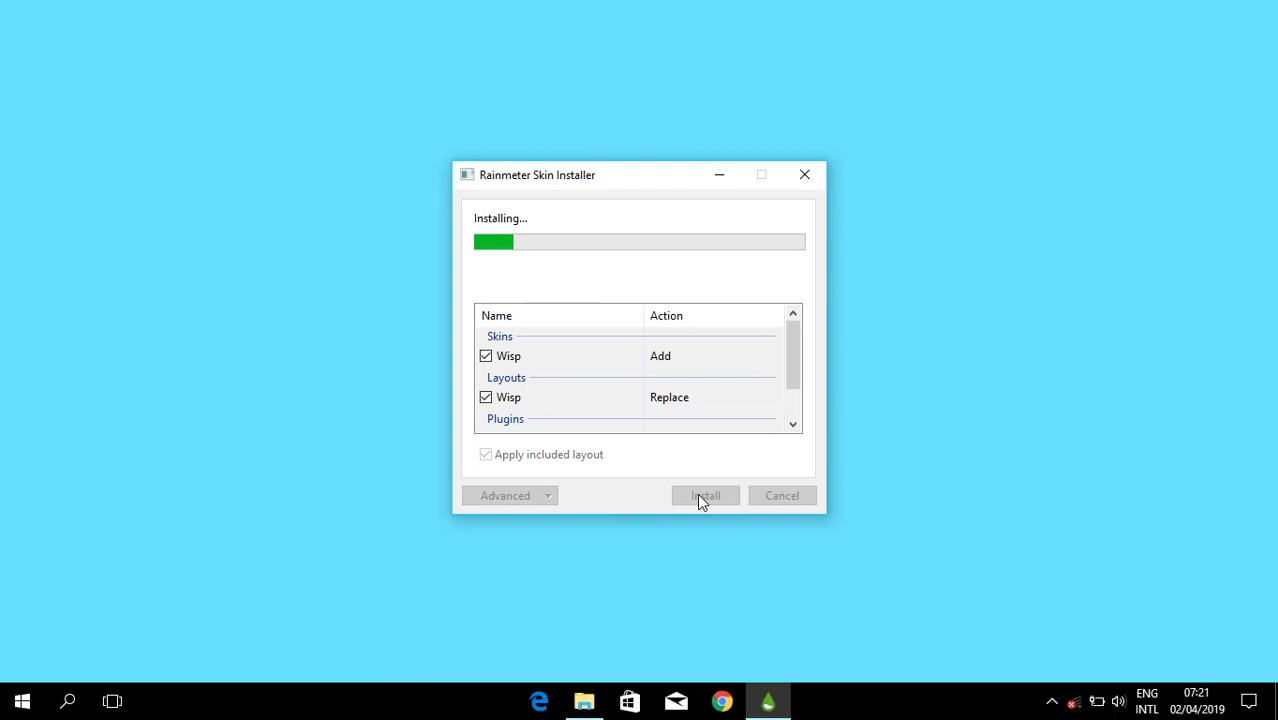 Rainmeter Skin Installer
Installing...
Name Action
Skins
Wisp Add
Layouts
Wisp Replace
Plugins
Apply included layout
Advanced Install Cancel
ENG 07:21
INTL 02/04/2019